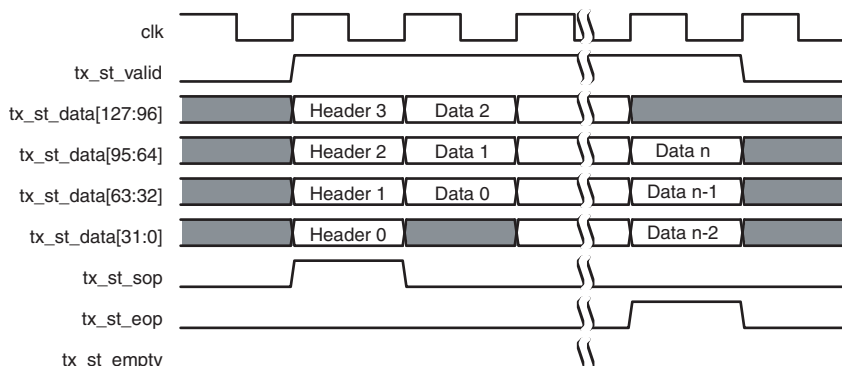 clk
tx_st_valid
tx_st_data[127:96] Header 3 Data 2
tx_st_data[95:64] Header 2 Data 1 Data n
tx_st_data[63:32] Header 1 Data 0 Data n-1
tx_st_data[31:0] Header 0 Data n-2
tx_st_sop
tx_st_eop
tx_st_empty